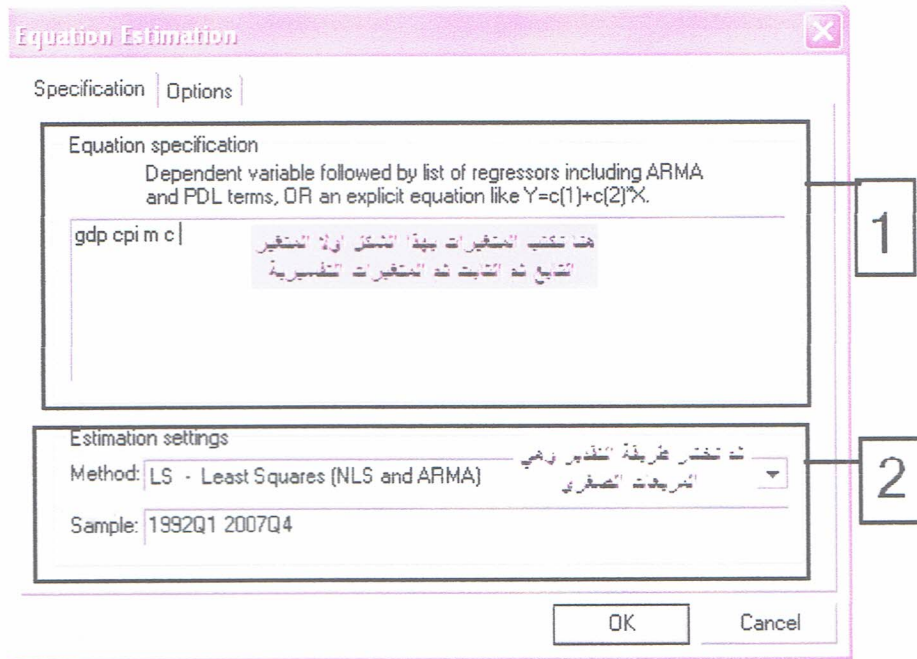 Equation Estimation
Specification
Options
Equation specification
Dependent variable followed by list of regressors including ARMA
and PDL terms, OR an explicit equation like Y=c(1)+c(2)*X.
gdp cpi m c
هنا تكتب المتغيرات بهذا الشكل اولا المتغير
التابع ثم الثابت ثم المتغيرات التفسيرية
1
Estimation settings
ثم نختار طريقة التقدير وهي
المربعات الصغرى
Method: LS - Least Squares (NLS and ARMA)
Sample: 1992Q1 2007Q4
2
OK
Cancel